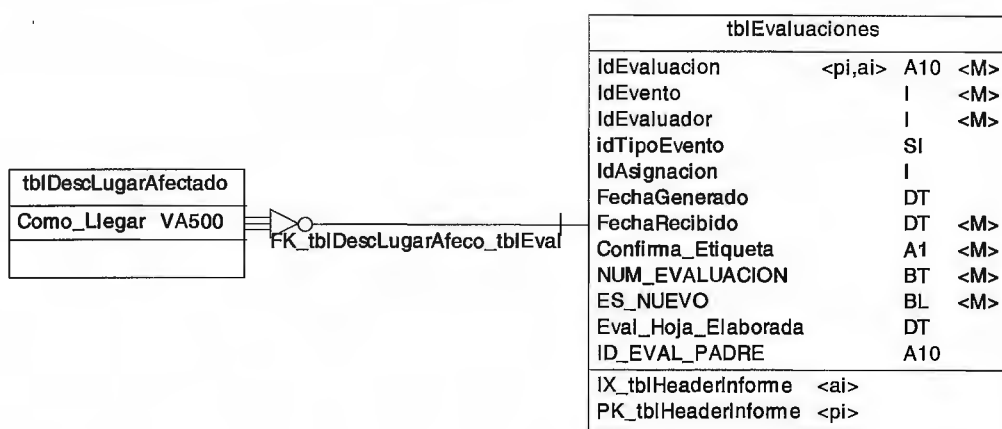 tblEvaluaciones
IdEvaluacion <pi,ai> A10 <M>
IdEvento I <M>
IdEvaluador I <M>
idTipoEvento SI
IdAsignacion I
FechaGenerado DT
FechaRecibido DT <M>
Confirma_Etiqueta A1 <M>
NUM_EVALUACION BT <M>
ES_NUEVO BL <M>
Eval_Hoja_Elaborada DT
ID_EVAL_PADRE A10
IX_tblHeaderInforme <ai>
PK_tblHeaderInforme <pi>
tblDescLugarAfectado
Como_Llegar VA500
FK_tblDescLugarAfeco_tblEval